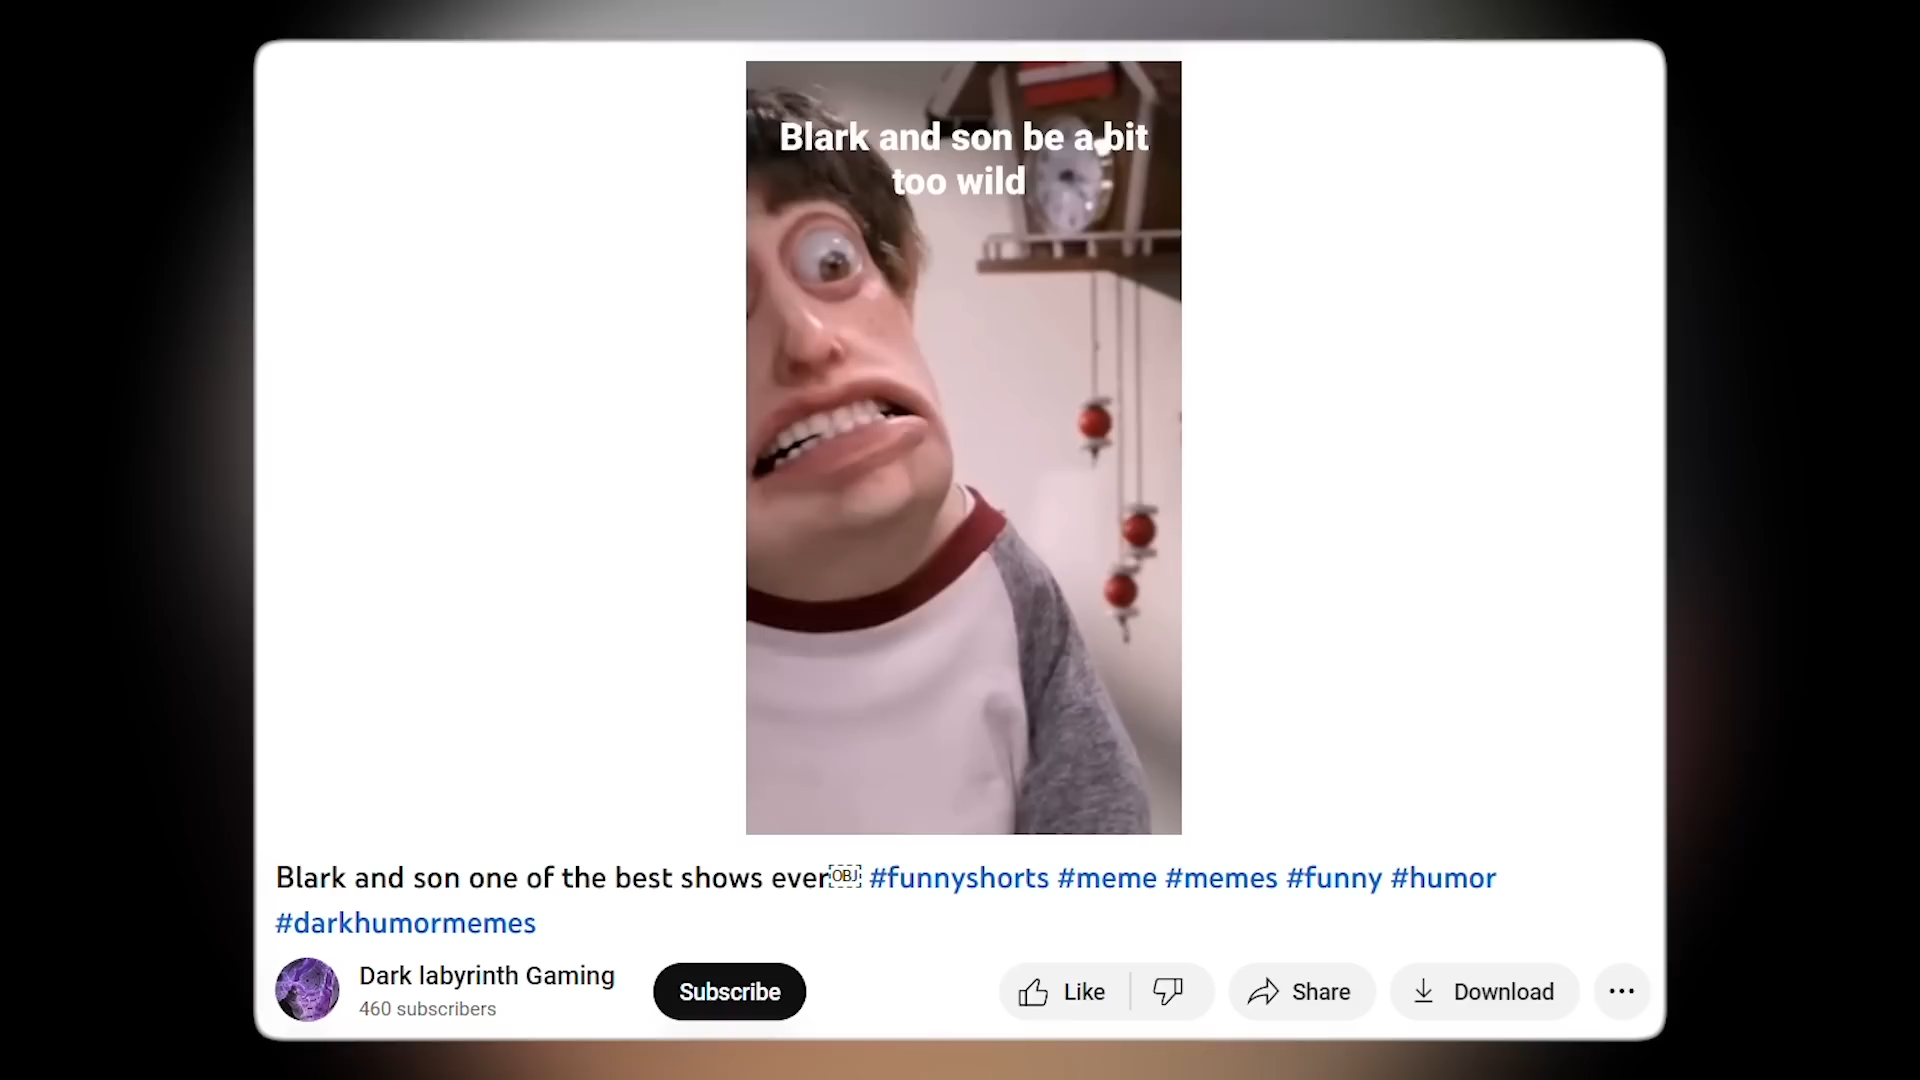 Blark and son be a bit
too wild
Blark and son one of the best shows ever￼ #funnyshorts #meme #memes #funny #humor
#darkhumormemes
Dark labyrinth Gaming
460 subscribers
Subscribe
Like
Share
Download